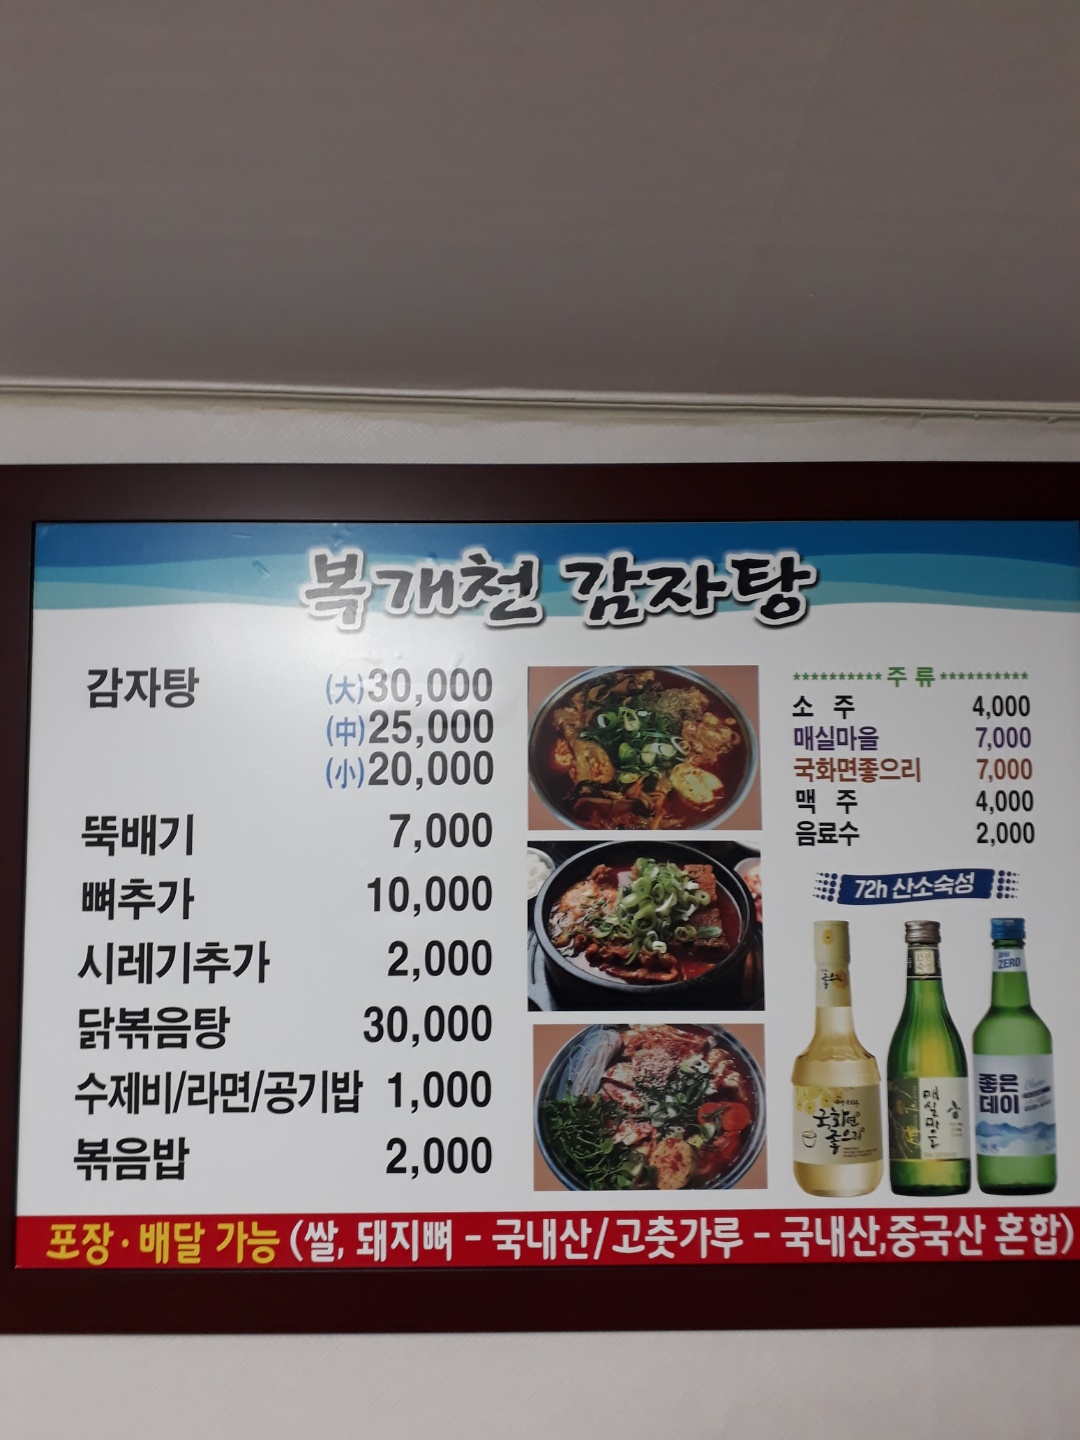 복개천 감자탕
감자탕 (大)30,000
(中)25,000
(小)20,000
뚝배기 7,000
뼈추가 10,000
시레기추가 2,000
닭볶음탕 30,000
수제비/라면/공기밥 1,000
볶음밥 2,000
**********주 류**********
소 주 4,000
매실마을 7,000
국화면좋으리 7,000
맥 주 4,000
음료수 2,000
72h 산소숙성
국화면
좋으리
매실마을
ZERO
좋은
데이
포장·배달 가능 (쌀, 돼지뼈 - 국내산/고춧가루 - 국내산,중국산 혼합)